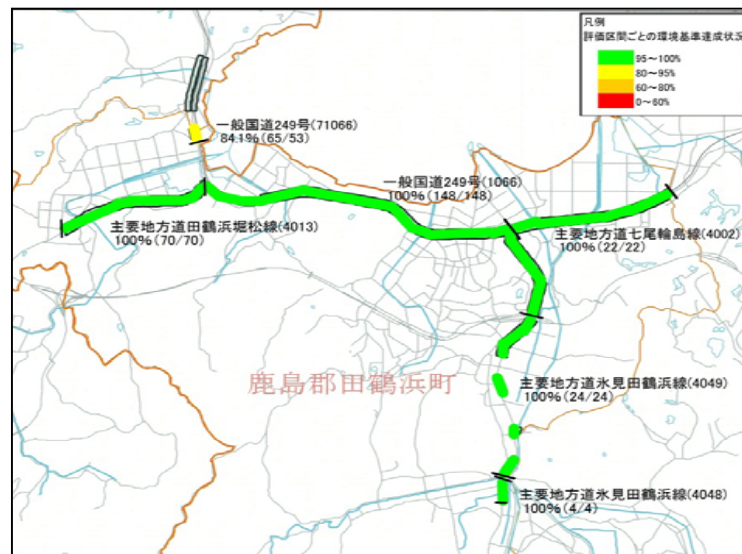 凡例
評価区間ごとの環境基準達成状況
95～100%
80～95%
60～80%
0～60%
一般国道249号(71066)
84.1%(65/53)
一般国道249号(1066)
100%(148/148)
主要地方道田鶴浜堀松線(4013)
100%(70/70)
主要地方道七尾輪島線(4002)
100%(22/22)
鹿島郡田鶴浜町
主要地方道氷見田鶴浜線(4049)
100%(24/24)
主要地方道氷見田鶴浜線(4048)
100%(4/4)